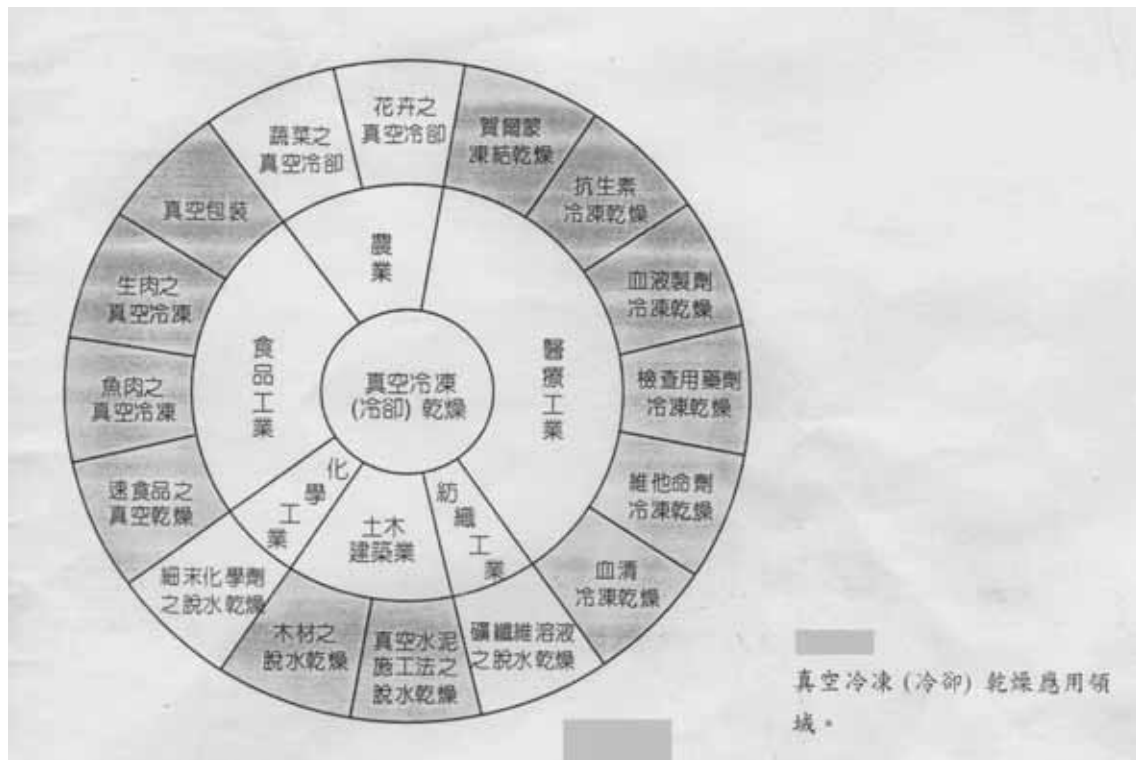 真空冷凍
(冷卻) 乾燥
農業
醫療工業
紡織工業
土木
建築業
化學工業
食品工業
花卉之
真空冷卻
賀爾蒙
凍結乾燥
抗生素
冷凍乾燥
血液製劑
冷凍乾燥
檢查用藥劑
冷凍乾燥
維他命劑
冷凍乾燥
血清
冷凍乾燥
礦纖維溶液
之脫水乾燥
真空水泥
施工法之
脫水乾燥
木材之
脫水乾燥
細末化學劑
之脫水乾燥
速食品之
真空乾燥
魚肉之
真空冷凍
生肉之
真空冷凍
真空包裝
蔬菜之
真空冷卻
真空冷凍 (冷卻) 乾燥應用領
域。